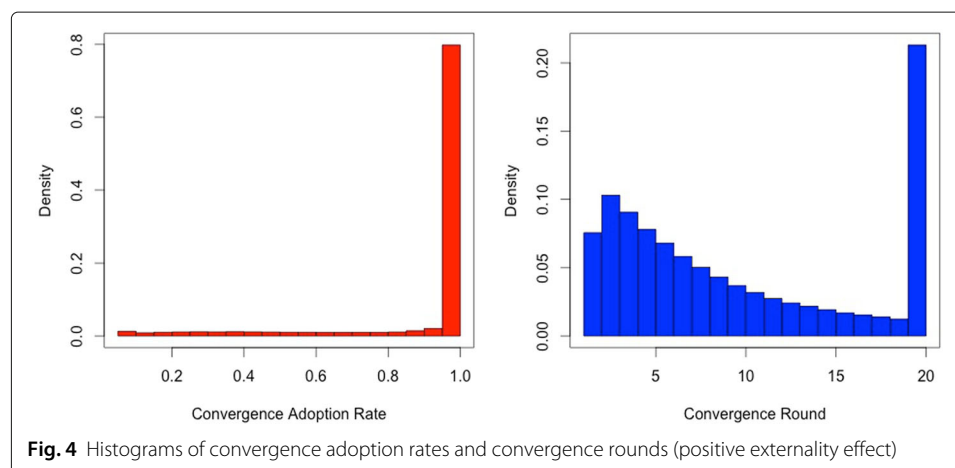 Density
0.8
0.6
0.4
0.2
0.0
0.2 0.4 0.6 0.8 1.0
Convergence Adoption Rate
Density
0.20
0.15
0.10
0.05
0.00
5 10 15 20
Convergence Round
Fig. 4 Histograms of convergence adoption rates and convergence rounds (positive externality effect)